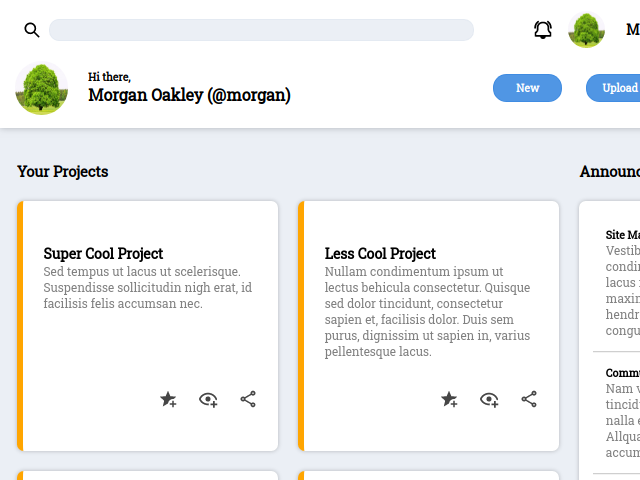 M
Hi there,
Morgan Oakley (@morgan)
New
Upload
Your Projects
Super Cool Project
Sed tempus ut lacus ut scelerisque.
Suspendisse sollicitudin nigh erat, id
facilisis felis accumsan nec.
Less Cool Project
Nullam condimentum ipsum ut
lectus behicula consectetur. Quisque
sed dolor tincidunt, consectetur
sapien et, facilisis dolor. Duis sem
purus, dignissim ut sapien in, varius
pellentesque lacus.
Announc
Site Ma
Vestib
condir
lacus
maxin
hendr
congu
Commu
Nam v
tincid
nalla e
Allqua
accum